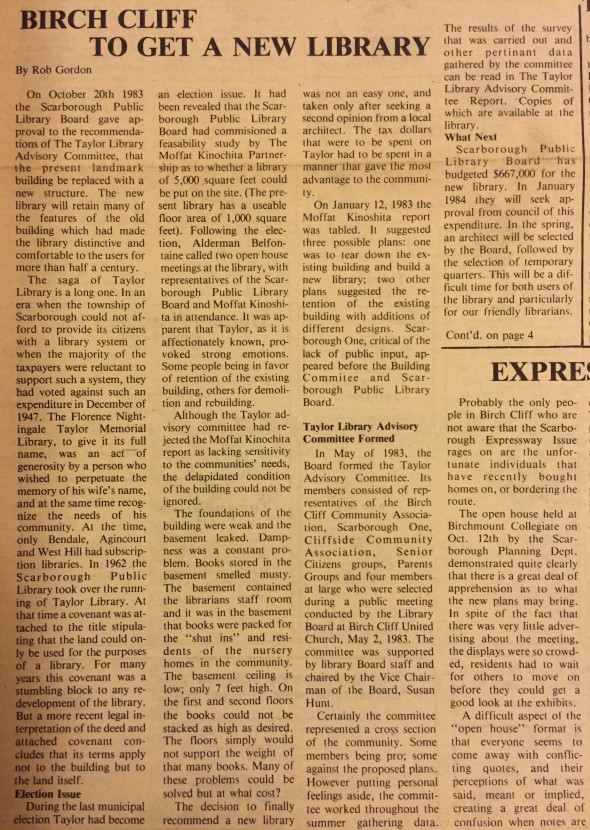 BIRCH CLIFF
TO GET A NEW LIBRARY
By Rob Gordon
On October 20th 1983
the Scarborough Public
Library Board gave ap-
proval to the recommenda-
tions of The Taylor Library
Advisory Committee, that
the present landmark
building be replaced with a
new structure. The new
library will retain many of
the features of the old
building which had made
the library distinctive and
comfortable to the users for
more than half a century.
The saga of Taylor
Library is a long one. In an
era when the township of
Scarborough could not af-
ford to provide its citizens
with a library system or
when the majority of the
taxpayers were reluctant to
support such a system, they
had voted against such an
expenditure in December of
1947. The Florence Night-
ingale Taylor Memorial
Library, to give it its full
name, was an act of
generosity by a person who
wished to perpetuate the
memory of his wife's name,
and at the same time recog-
nize the needs of his
community. At the time,
only Bendale, Agincourt
and West Hill had subscrip-
tion libraries. In 1962 the
Scarborough Public
Library took over the runn-
ing of Taylor Library. At
that time a covenant was at-
tached to the title stipula-
ting that the land could on-
ly be used for the purposes
of a library. For many
years this covenant was a
stumbling block to any re-
development of the library.
But a more recent legal in-
terpretation of the deed and
attached covenant con-
cludes that its terms apply
not to the building but to
the land itself.
Election Issue
During the last municipal
election Taylor had become
an election issue. It had
been revealed that the Scar-
borough Public Library
Board had commisioned a
feasability study by The
Moffat Kinochita Partner-
ship as to whether a library
of 5,000 square feet could
be put on the site. (The pre-
sent library has a useable
floor area of 1,000 square
feet). Following the elec-
tion, Alderman Belfon-
taine called two open house
meetings at the library, with
representatives of the Scar-
borough Public Library
Board and Moffat Kinoshi-
ta in attendance. It was ap-
parent that Taylor, as it is
affectionately known, pro-
voked strong emotions.
Some people being in favor
of retention of the existing
building, others for demoli-
tion and rebuilding.
Although the Taylor ad-
visory committee had re-
jected the Moffat Kinochita
report as lacking sensitivity
to the communities' needs,
the delapidated condition
of the building could not be
ignored.
The foundations of the
building were weak and the
basement leaked. Damp-
ness was a constant pro-
blem. Books stored in the
basement smelled musty.
The basement contained
the librarians staff room
and it was in the basement
that books were packed for
the "shut ins" and resi-
dents of the nursery
homes in the community.
The basement ceiling is
low; only 7 feet high. On
the first and second floors
the books could not be
stacked as high as desired.
The floors simply would
not support the weight of
that many books. Many of
these problems could be
solved but at what cost?
The decision to finally
recommend a new library
was not an easy one, and
taken only after seeking a
second opinion from a local
architect. The tax dollars
that were to be spent on
Taylor had to be spent in a
manner that gave the most
advantage to the communi-
ty.
On January 12, 1983 the
Moffat Kinoshita report
was tabled. It suggested
three possible plans: one
was to tear down the ex-
isting building and build a
new library; two other
plans suggested the re-
tention of the existing
building with additions of
different designs. Scar-
borough One, critical of the
lack of public input, ap-
peared before the Building
Commitee and Scar-
borough Public Library
Board.
Taylor Library Advisory
Committee Formed
In May of 1983, the
Board formed the Taylor
Advisory Committee. Its
members consisted of rep-
resentatives of the Birch
Cliff Community Associa-
tion, Scarborough One,
Cliffside Community
Association, Senior
Citizens groups, Parents
Groups and four members
at large who were selected
during a public meeting
conducted by the Library
Board at Birch Cliff United
Church, May 2, 1983. The
committee was supported
by library Board staff and
chaired by the Vice Chair-
man of the Board, Susan
Hunt.
Certainly the committee
represented a cross section
of the community. Some
members being pro; some
against the proposed plans.
However putting personal
feelings aside, the commit-
tee worked throughout the
summer gathering data.
The results of the survey
that was carried out and
other pertinant data
gathered by the committee
can be read in The Taylor
Library Advisory Commit-
tee Report. Copies of
which are available at the
library.
What Next
Scarborough Public
Library Board has
budgeted $667,000 for the
new library. In January
1984 they will seek ap-
proval from council of this
expenditure. In the spring,
an architect will be selected
by the Board, followed by
the selection of temporary
quarters. This will be a dif-
ficult time for both users of
the library and particularly
for our friendly librarians.
Cont'd. on page 4
EXPRES
Probably the only peo-
ple in Birch Cliff who are
not aware that the Scarbo-
rough Expressway Issue
rages on are the unfor-
tunate individuals that
have recently bought
homes on, or bordering the
route.
The open house held at
Birchmount Collegiate on
Oct. 12th by the Scar-
borough Planning Dept.
demonstrated quite clearly
that there is a great deal of
apprehension as to what
the new plans may bring.
In spite of the fact that
there was very little adver-
tising about the meeting,
the displays were so crowd-
ed, residents had to wait
for others to move on
before they could get a
good look at the exhibits.
A difficult aspect of the
"open house" format is
that everyone seems to
come away with conflic-
ting quotes, and their
perceptions of what was
said, meant or implied,
creating a great deal of
confusion when notes are